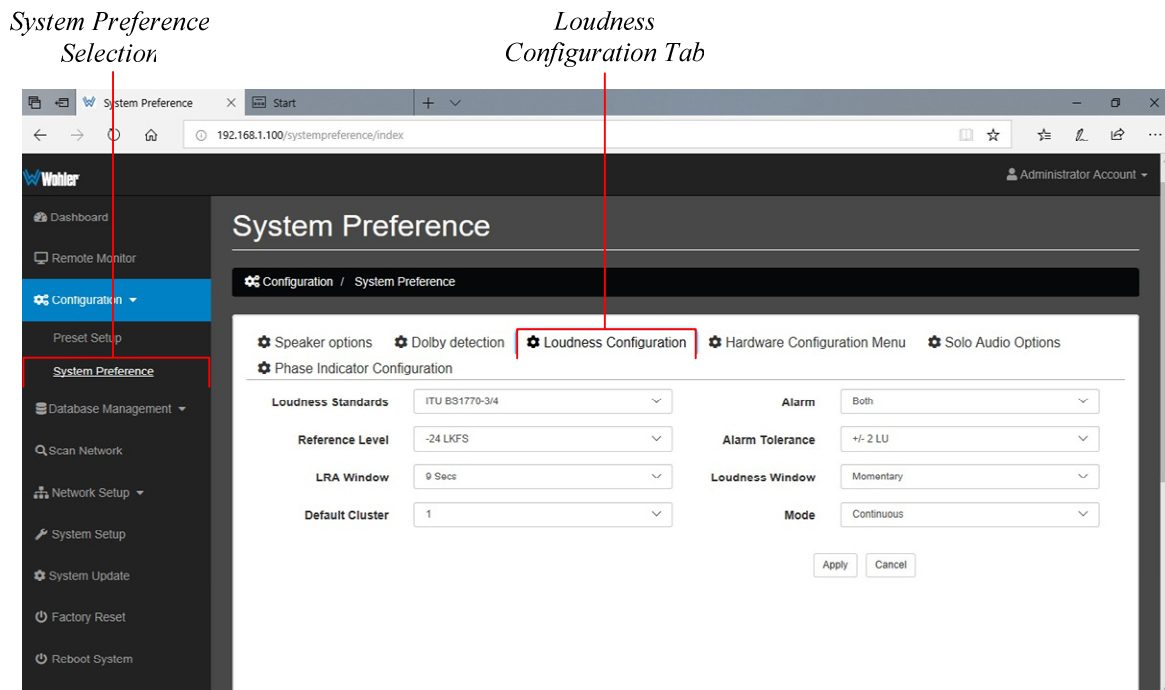 System Preference
Selection
Loudness
Configuration Tab
System Preference
Start
192.168.1.100/systempreference/index
Wohler
Administrator Account
Dashboard
Remote Monitor
Configuration
Preset Setup
System Preference
Database Management
Scan Network
Network Setup
System Setup
System Update
Factory Reset
Reboot System
System Preference
Configuration / System Preference
Speaker options Dolby detection Loudness Configuration Hardware Configuration Menu Solo Audio Options
Phase Indicator Configuration
Loudness Standards ITU BS1770-3/4 Alarm Both
Reference Level -24 LKFS Alarm Tolerance +/- 2 LU
LRA Window 9 Secs Loudness Window Momentary
Default Cluster 1 Mode Continuous
Apply Cancel